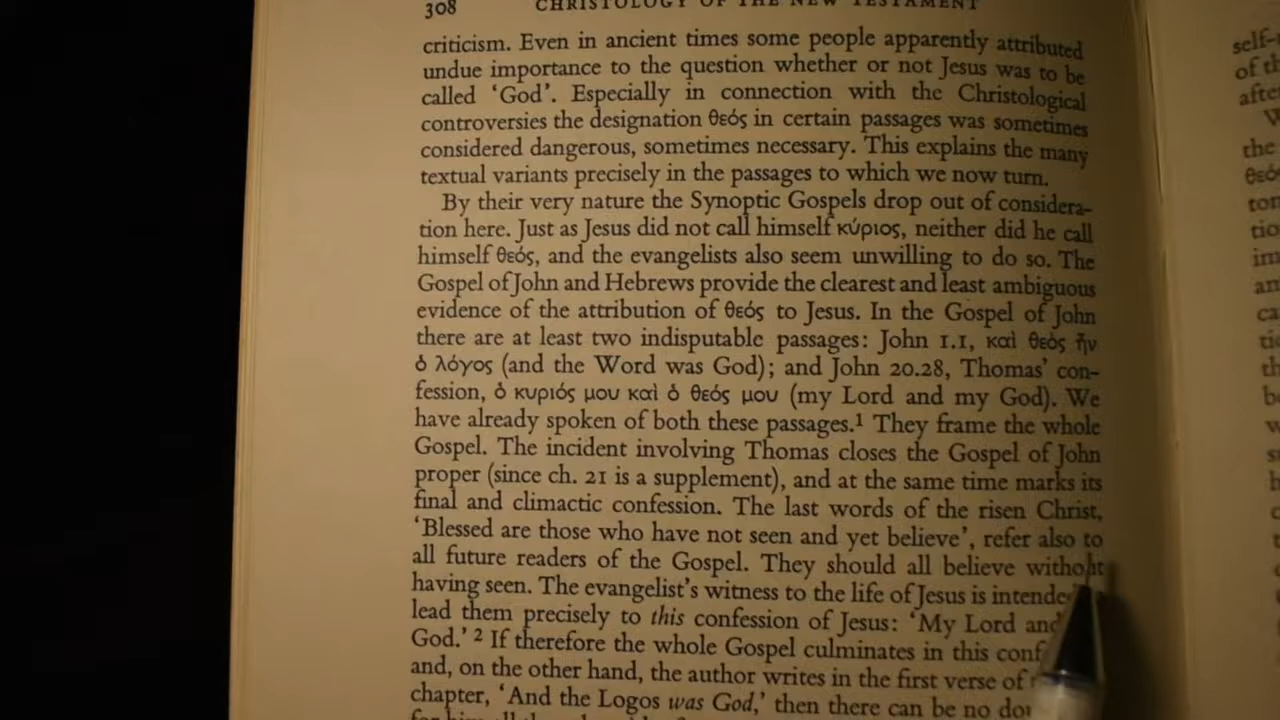 308 CHRISTOLOGY OF THE NEW TESTAMENT
criticism. Even in ancient times some people apparently attributed
undue importance to the question whether or not Jesus was to be
called ‘God’. Especially in connection with the Christological
controversies the designation θεός in certain passages was sometimes
considered dangerous, sometimes necessary. This explains the many
textual variants precisely in the passages to which we now turn.
By their very nature the Synoptic Gospels drop out of considera-
tion here. Just as Jesus did not call himself κύριος, neither did he call
himself θεός, and the evangelists also seem unwilling to do so. The
Gospel of John and Hebrews provide the clearest and least ambiguous
evidence of the attribution of θεός to Jesus. In the Gospel of John
there are at least two indisputable passages: John 1.1, καὶ θεὸς ἦν
ὁ λόγος (and the Word was God); and John 20.28, Thomas’ con-
fession, ὁ κυριός μου καὶ ὁ θεός μου (my Lord and my God). We
have already spoken of both these passages.¹ They frame the whole
Gospel. The incident involving Thomas closes the Gospel of John
proper (since ch. 21 is a supplement), and at the same time marks its
final and climactic confession. The last words of the risen Christ,
‘Blessed are those who have not seen and yet believe’, refer also to
all future readers of the Gospel. They should all believe without
having seen. The evangelist’s witness to the life of Jesus is intende
lead them precisely to this confession of Jesus: ‘My Lord and
God.’ ² If therefore the whole Gospel culminates in this conf
and, on the other hand, the author writes in the first verse of
chapter, ‘And the Logos was God,’ then there can be no dou
self-
of th
afte
the
θεό
tor
tio
im
an
ca
tic
th